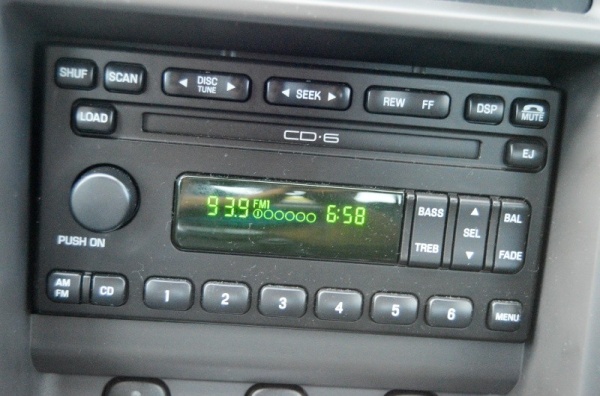 SHUF SCAN ◄ DISC TUNE ► ◄ SEEK ► REW FF DSP MUTE
LOAD
CD·6
EJ
93.9 FM1 6:58
BASS ▲ BAL
SEL
TREB ▼ FADE
PUSH ON
AM FM CD 1 2 3 4 5 6 MENU